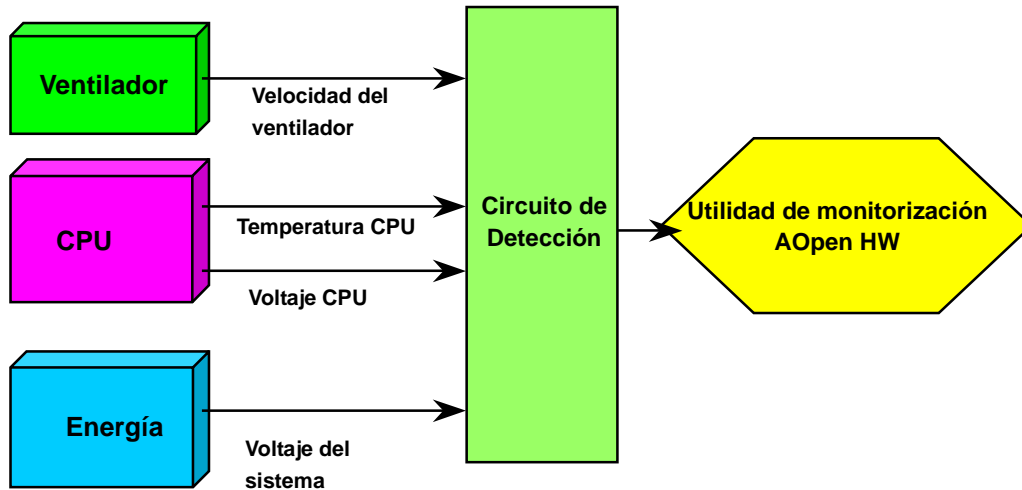 Ventilador
Velocidad del
ventilador
CPU
Temperatura CPU
Voltaje CPU
Energía
Voltaje del
sistema
Circuito de
Detección
Utilidad de monitorización
AOpen HW